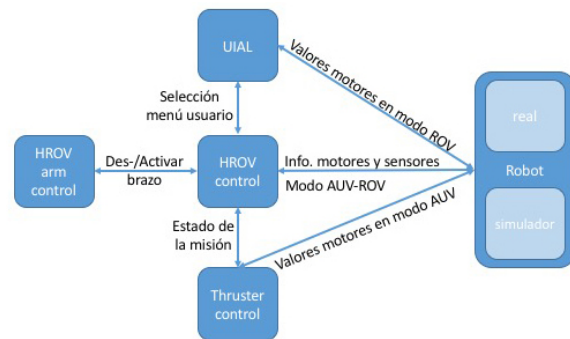 UIAL
Valores motores en modo ROV
Selección
menú usuario
real
HROV
arm
control
Des-/Activar
brazo
HROV
control
Info. motores y sensores
Modo AUV-ROV
Robot
Estado de
la misión
Valores motores en modo AUV
simulador
Thruster
control